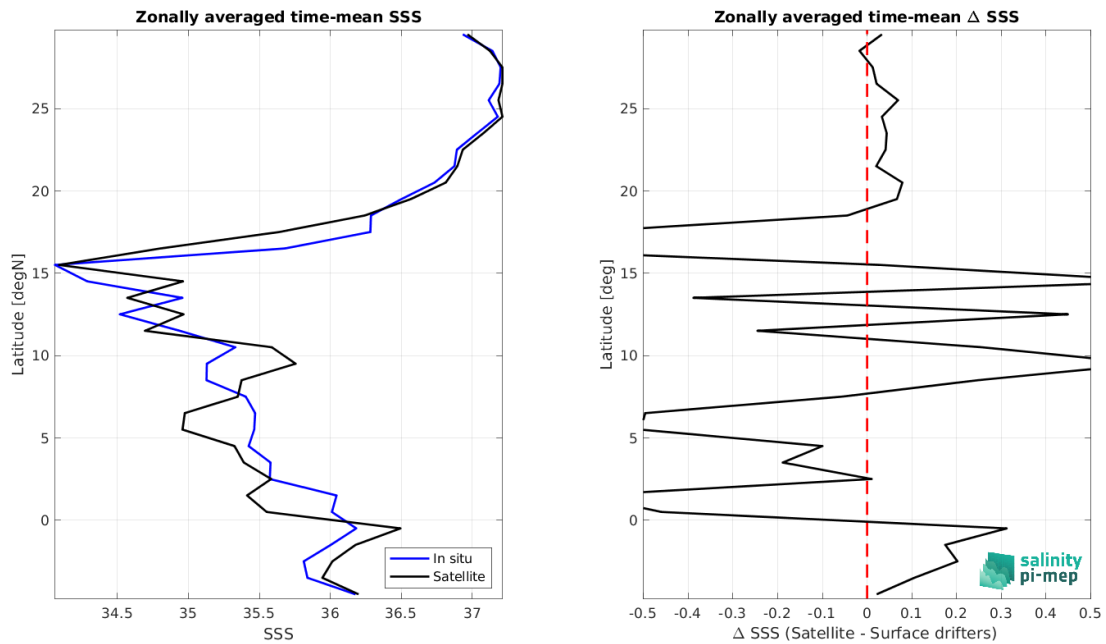 Zonally averaged time-mean SSS
25
20
15
10
5
0
Latitude [degN]
34.5 35 35.5 36 36.5 37
SSS
In situ
Satellite
Zonally averaged time-mean Δ SSS
25
20
15
10
5
0
Latitude [deg]
-0.5 -0.4 -0.3 -0.2 -0.1 0 0.1 0.2 0.3 0.4 0.5
Δ SSS (Satellite - Surface drifters)
salinity
pi-mep